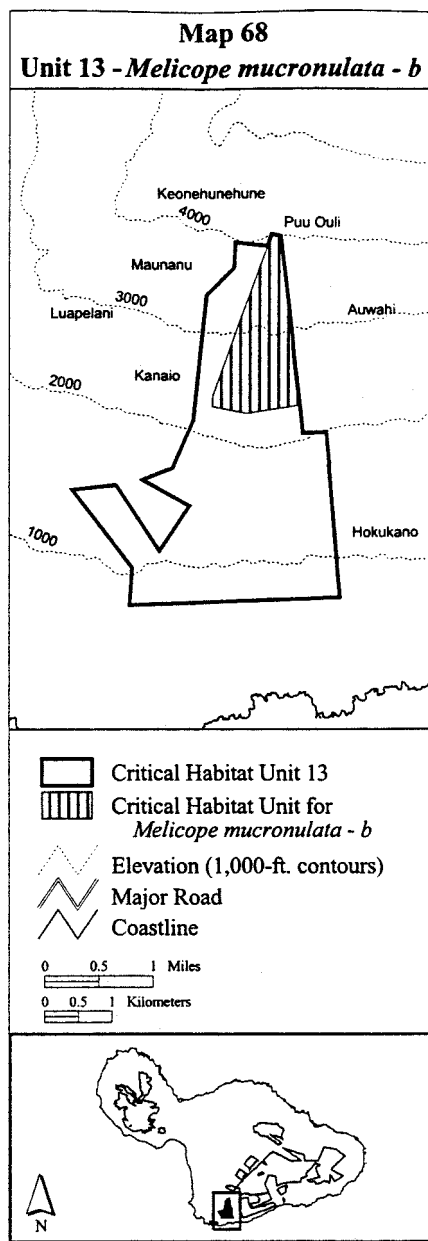 Map 68
Unit 13 - Melicope mucronulata - b
Keonehunehune
4000
Puu Ouli
Maunanu
3000
Luapelani
Auwahi
Kanaio
2000
1000
Hokukano
Critical Habitat Unit 13
Critical Habitat Unit for
Melicope mucronulata - b
Elevation (1,000-ft. contours)
Major Road
Coastline
0 0.5 1 Miles
0 0.5 1 Kilometers
N